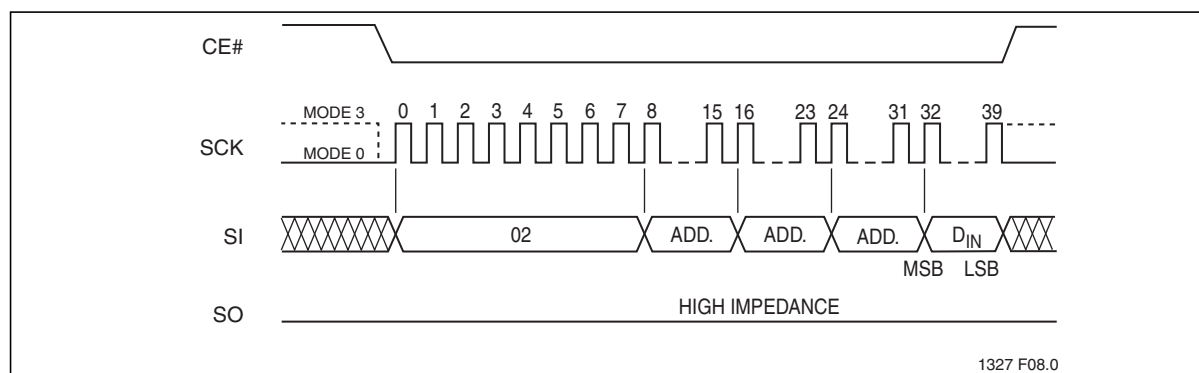 CE#
MODE 3 0 1 2 3 4 5 6 7 8 15 16 23 24 31 32 39
SCK MODE 0
SI 02 ADD. ADD. ADD. DIN
MSB LSB
SO HIGH IMPEDANCE
1327 F08.0